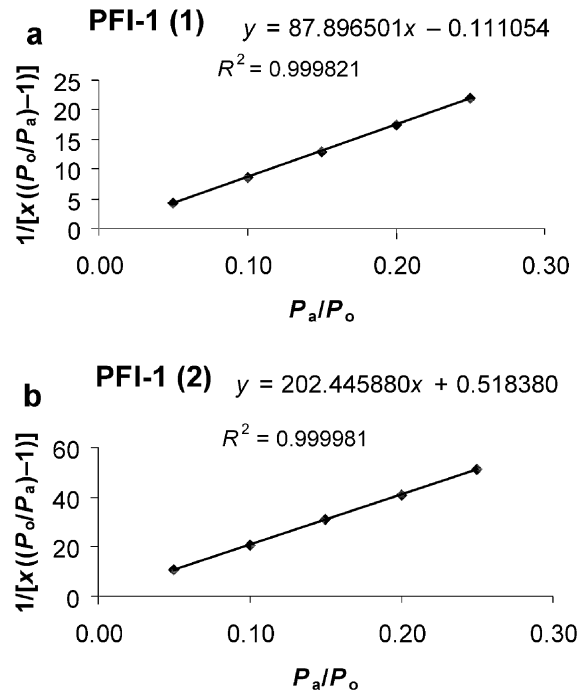 a PFI-1 (1) y = 87.896501x – 0.111054
R² = 0.999821
25
20
15
10
5
0
1/[x((Po/Pa)–1)]
0.00 0.10 0.20 0.30
Pa/Po
b PFI-1 (2) y = 202.445880x + 0.518380
R² = 0.999981
60
40
20
0
1/[x((Po/Pa)–1)]
0.00 0.10 0.20 0.30
Pa/Po